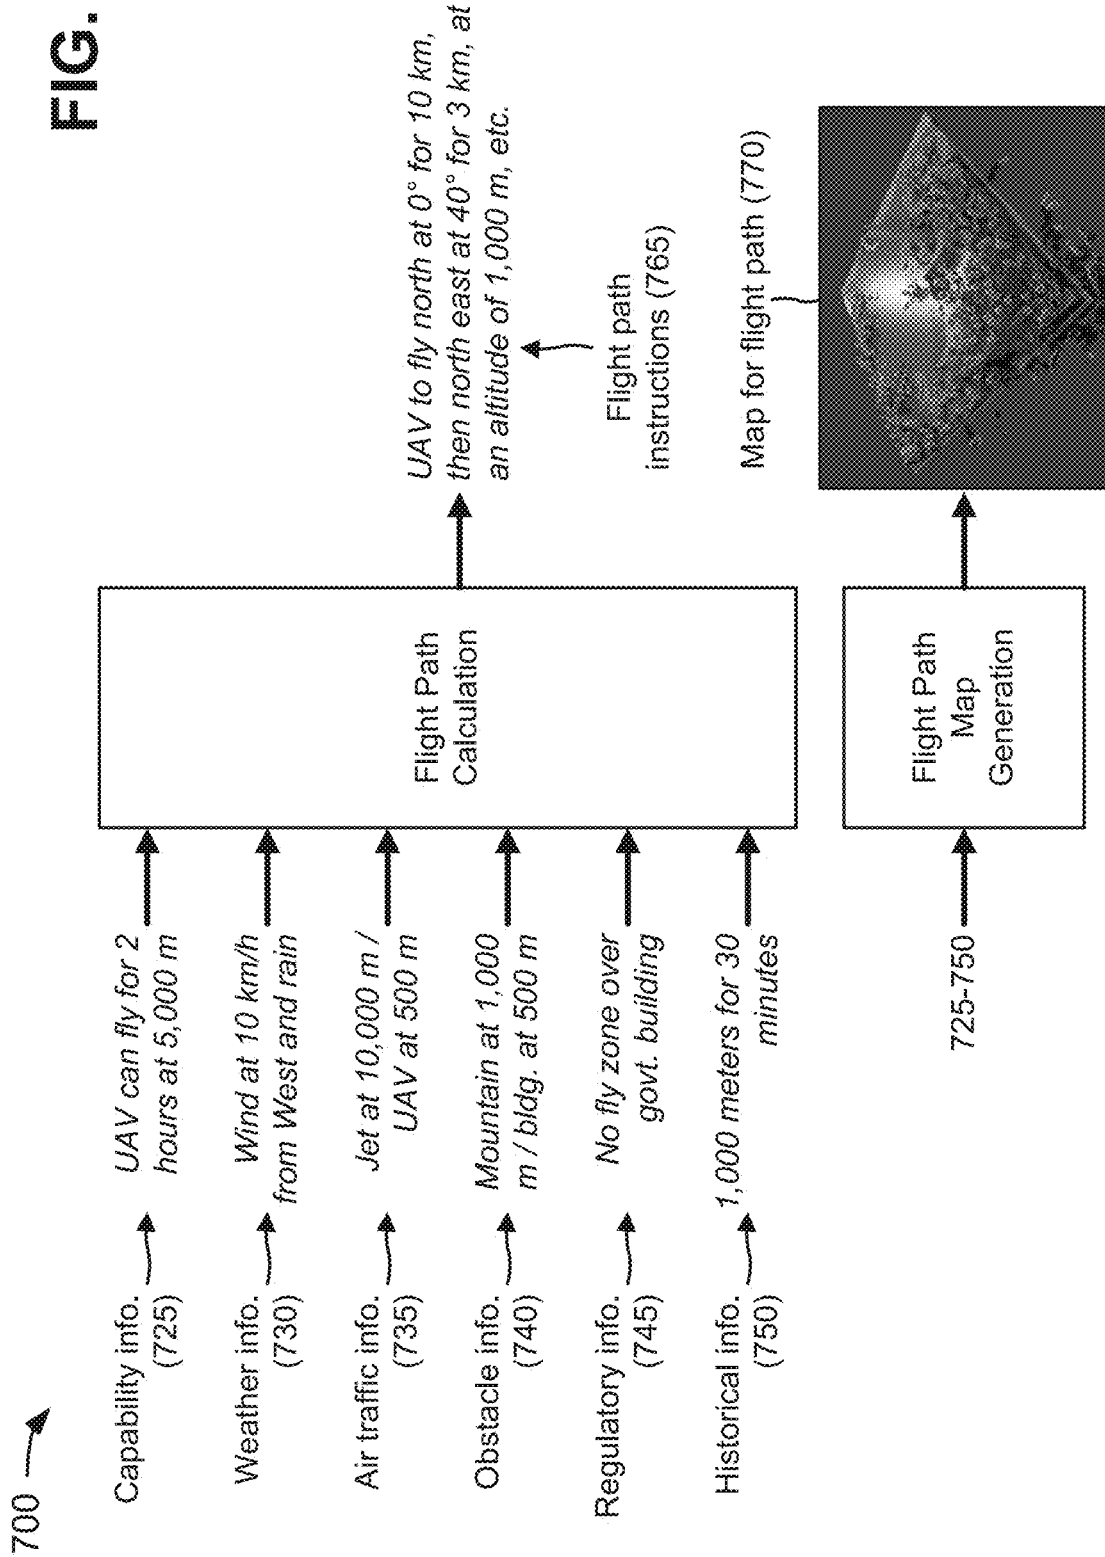 700
FIG.
Capability info.
(725)
UAV can fly for 2
hours at 5,000 m
Weather info.
(730)
Wind at 10 km/h
from West and rain
Air traffic info.
(735)
Jet at 10,000 m /
UAV at 500 m
Obstacle info.
(740)
Mountain at 1,000
m / bldg. at 500 m
Regulatory info.
(745)
No fly zone over
govt. building
Historical info.
(750)
1,000 meters for 30
minutes
Flight Path
Calculation
UAV to fly north at 0° for 10 km,
then north east at 40° for 3 km, at
an altitude of 1,000 m, etc.
Flight path
instructions (765)
725-750
Flight Path
Map
Generation
Map for flight path (770)